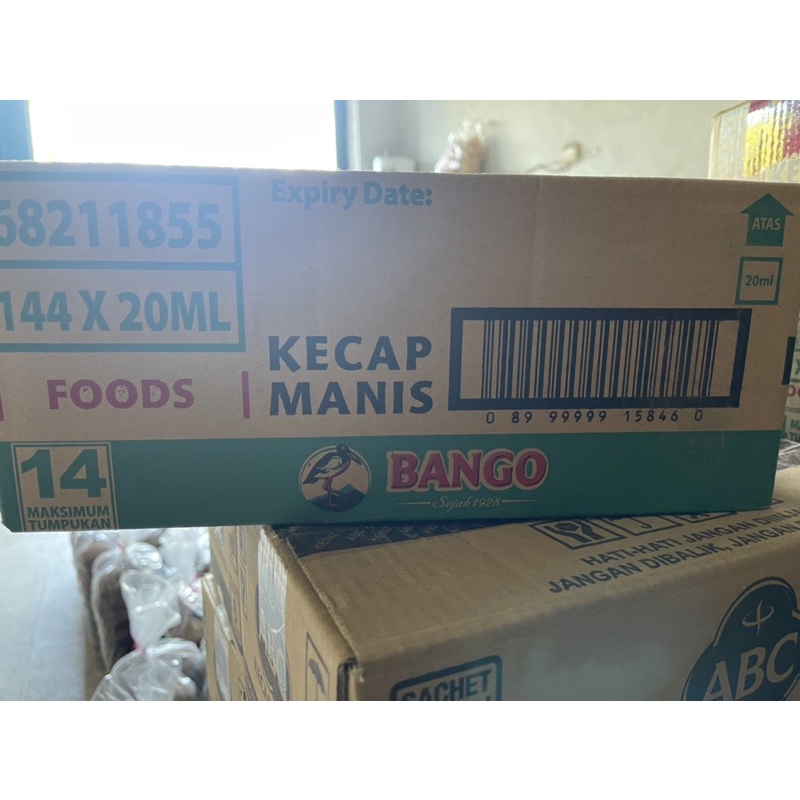 68211855
144 X 20ML
FOODS
Expiry Date:
KECAP
MANIS
0 89 99999 15846 0
ATAS
20ml
14
MAKSIMUM
TUMPUKAN
BANGO
Sejak 1928
HATI-HATI JANGAN
JANGAN DIBALIK, JANGAN
SACHET
ABC